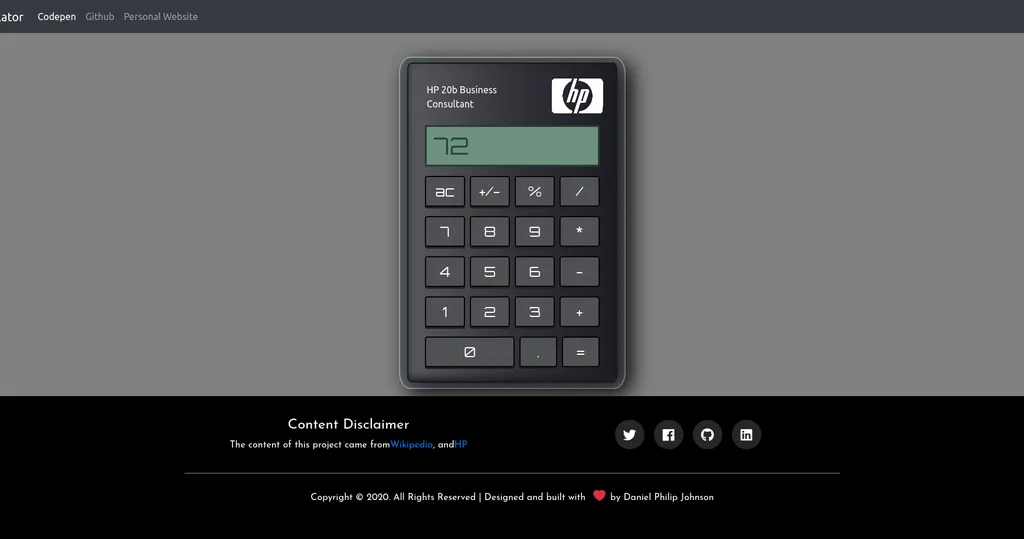 Codepen Github Personal Website
HP 20b Business
Consultant
hp
72
ac +/- % /
7 8 9 *
4 5 6 -
1 2 3 +
0 . =
Content Disclaimer
The content of this project came fromWikipedia, andHP
Copyright © 2020. All Rights Reserved | Designed and built with ❤ by Daniel Philip Johnson